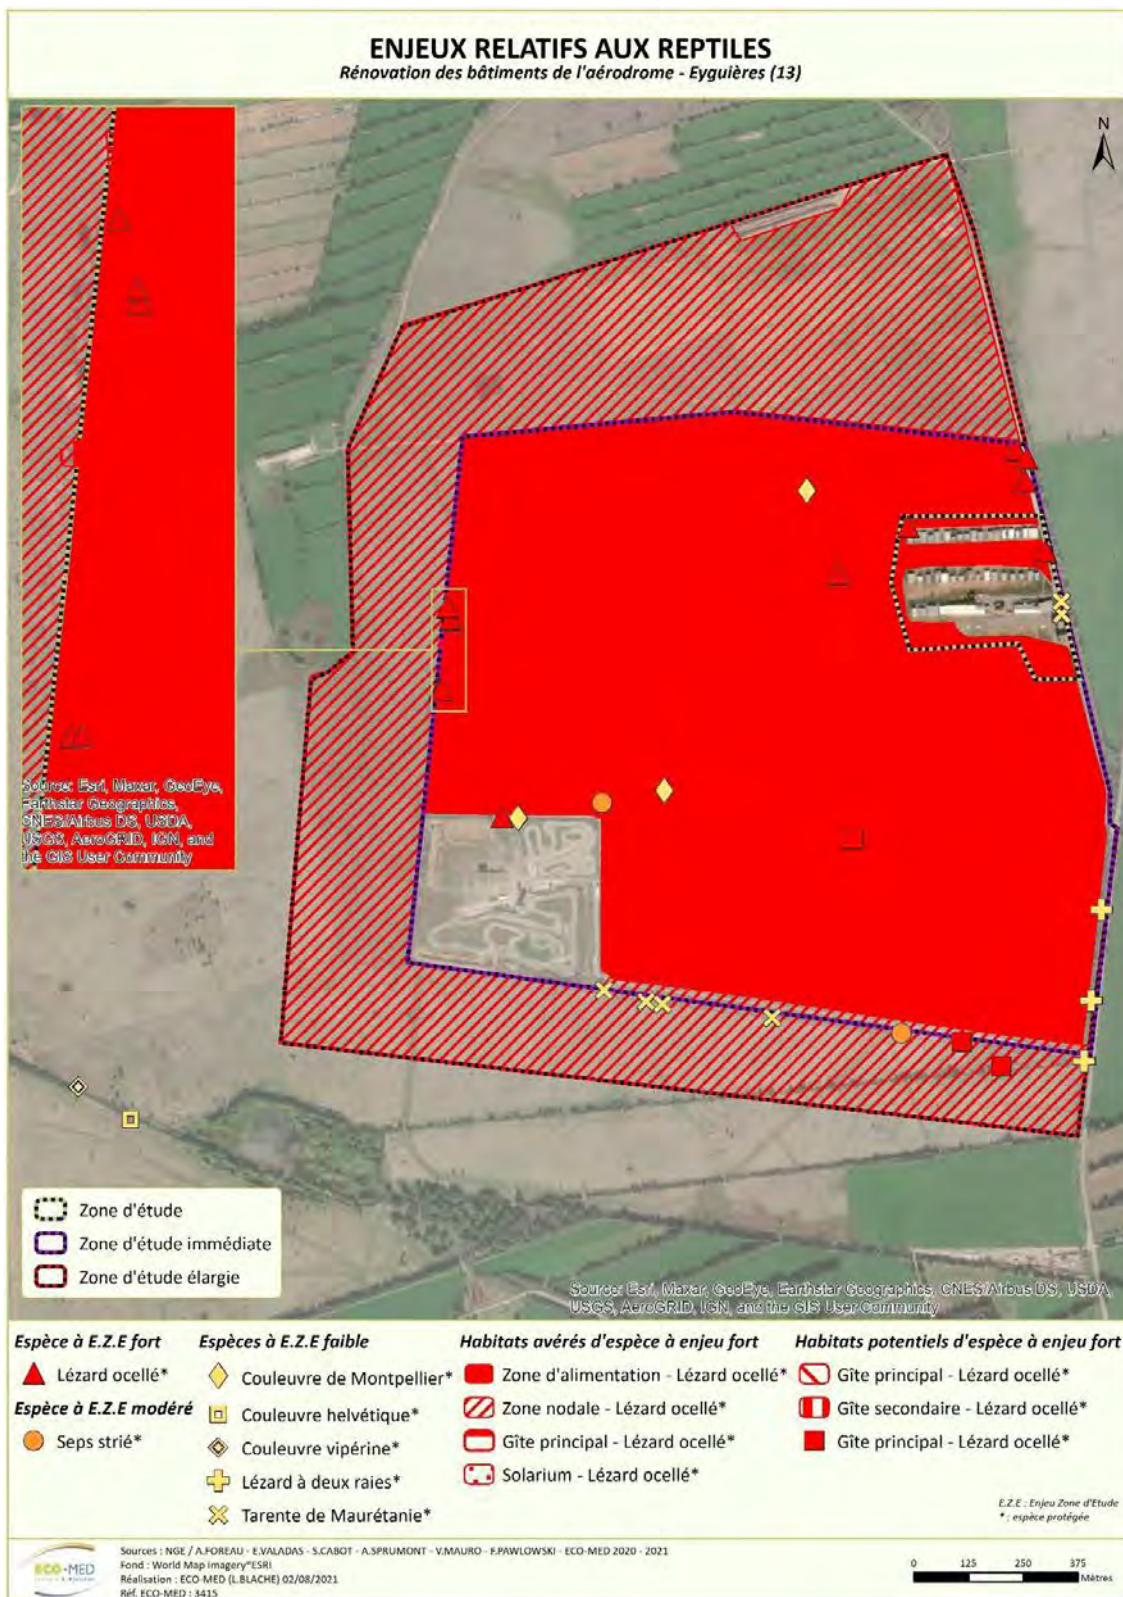 ENJEUX RELATIFS AUX REPTILES
Rénovation des bâtiments de l'aérodrome - Eyguières (13)
N
Source: Esri, Maxar, GeoEye,
Earthstar Geographics,
CNES/Airbus DS, USDA,
USGS, AeroGRID, IGN, and
the GIS User Community
Zone d'étude
Zone d'étude immédiate
Zone d'étude élargie
Source: Esri, Maxar, GeoEye, Earthstar Geographics, CNES/Airbus DS, USDA,
USGS, AeroGRID, IGN, and the GIS User Community
Espèce à E.Z.E fort
Lézard ocellé*
Espèce à E.Z.E modéré
Seps strié*
Espèces à E.Z.E faible
Couleuvre de Montpellier*
Couleuvre helvétique*
Couleuvre vipérine*
Lézard à deux raies*
Tarente de Maurétanie*
Habitats avérés d'espèce à enjeu fort
Zone d'alimentation - Lézard ocellé*
Zone nodale - Lézard ocellé*
Gîte principal - Lézard ocellé*
Solarium - Lézard ocellé*
Habitats potentiels d'espèce à enjeu fort
Gîte principal - Lézard ocellé*
Gîte secondaire - Lézard ocellé*
Gîte principal - Lézard ocellé*
E.Z.E : Enjeu Zone d'Etude
* : espèce protégée
ECO-MED
Sources : NGE / A.FOREAU - E.VALADAS - S.CABOT - A.SPRUMONT - V.MAURO - F.PAWLOWSKI - ECO-MED 2020 - 2021
Fond : World Map Imagery"ESRI
Réalisation : ECO-MED (L.BLACHE) 02/08/2021
Réf. ECO-MED : 3415
0 125 250 375
Mètres